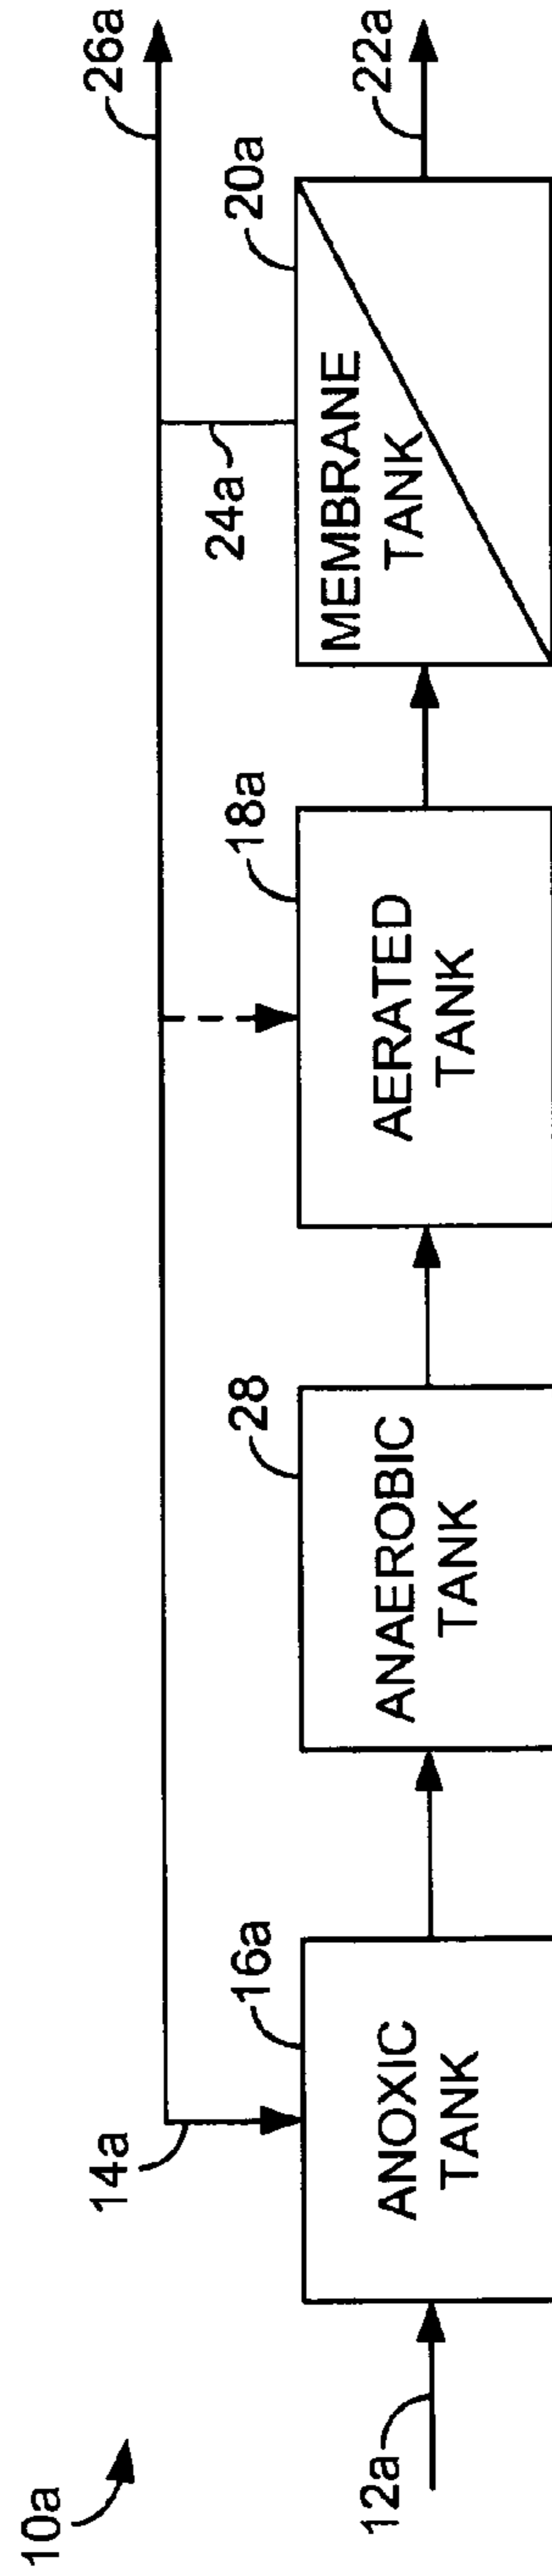 10a
26a
14a
24a
12a
16a
28
18a
20a
22a
ANOXIC
TANK
ANAEROBIC
TANK
AERATED
TANK
MEMBRANE
TANK